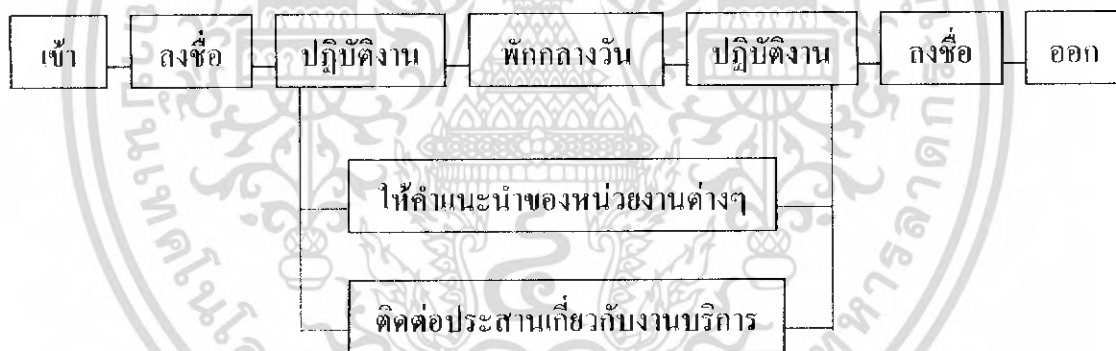 เข้า ลงชื่อ ปฏิบัติงาน พักกลางวัน ปฏิบัติงาน ลงชื่อ ออก
ให้คำแนะนำของหน่วยงานต่างๆ
ติดต่อประสานเกี่ยวกับงานบริการ